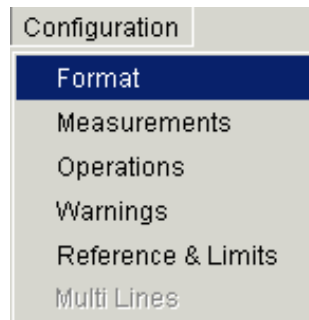 Configuration
Format
Measurements
Operations
Warnings
Reference & Limits
Multi Lines